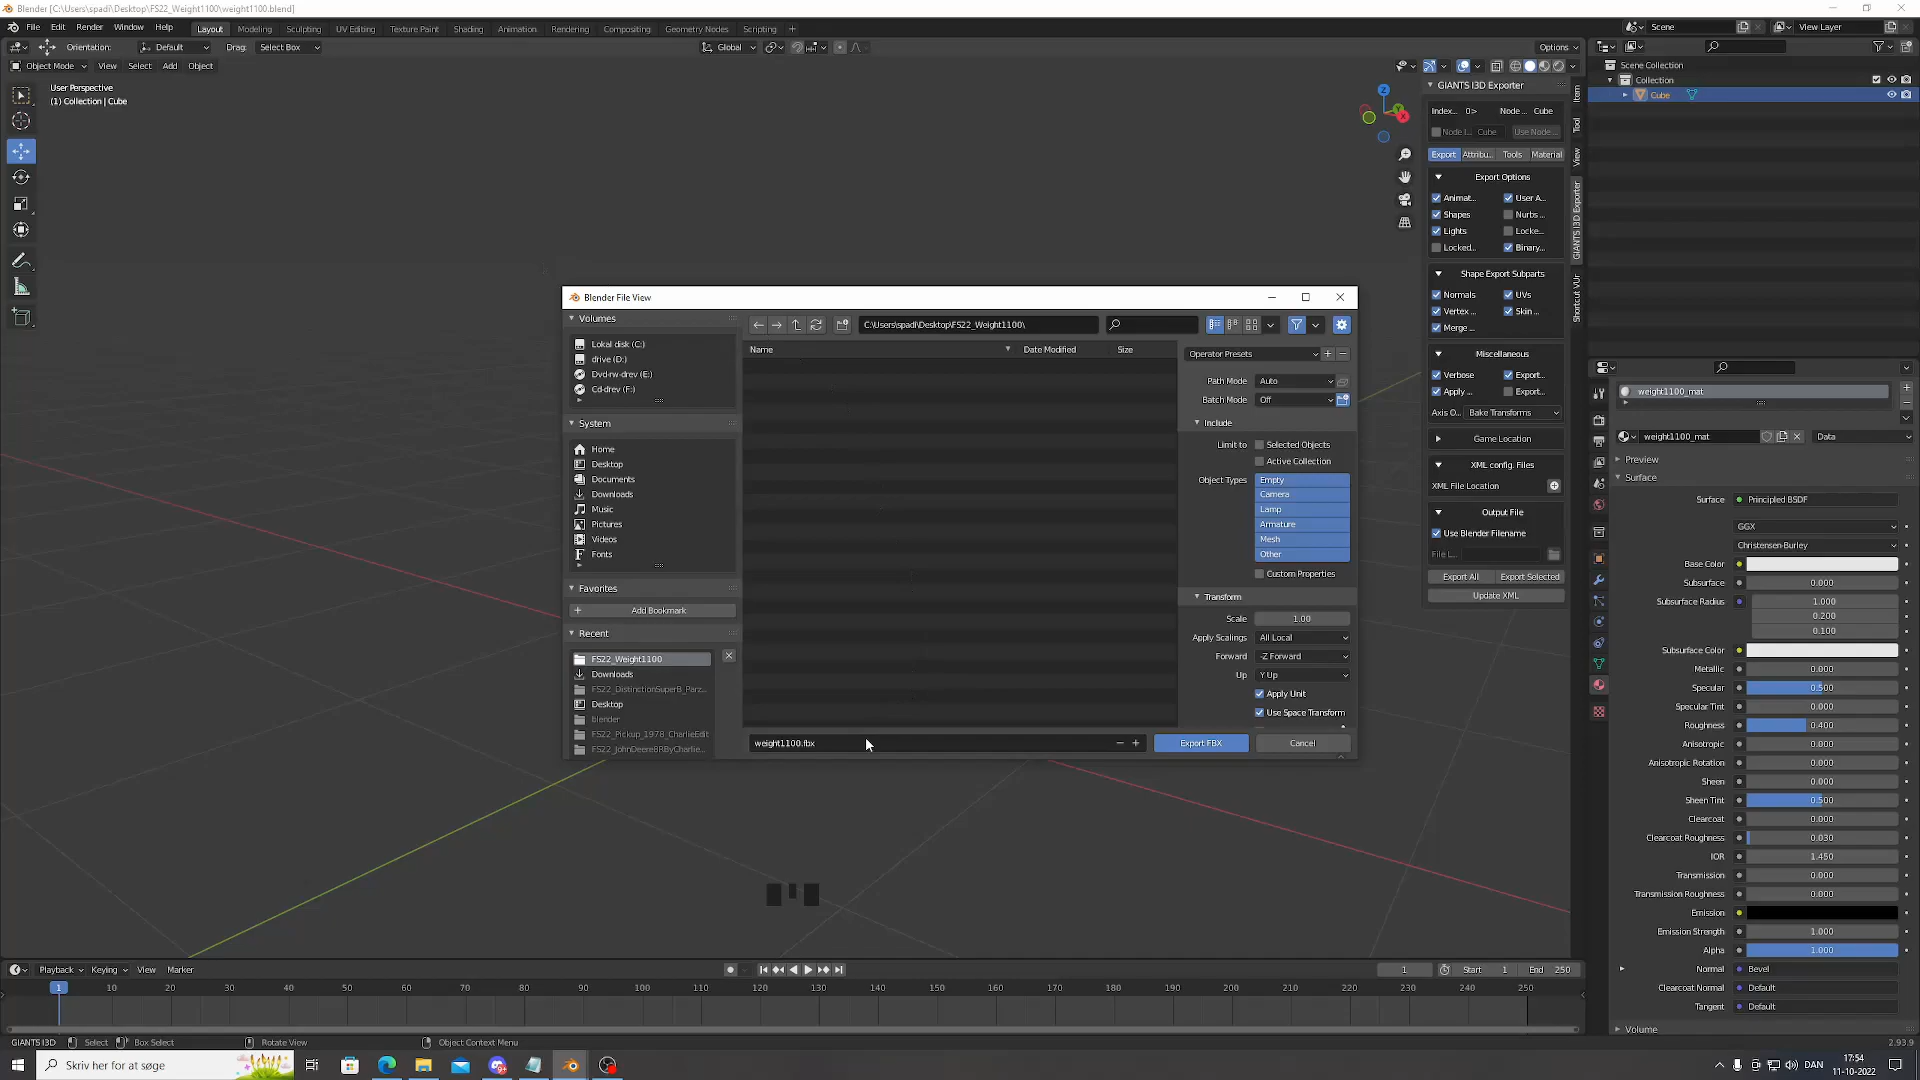 Blender [C:\Users\spadi\Desktop\FS22_Weight1100\weight1100.blend]
File Edit Render Window Help
Layout Modeling Sculpting UV Editing Texture Paint Shading Animation Rendering Compositing Geometry Nodes Scripting +
Scene
View Layer
Orientation: Default Drag: Select Box
Global
Options
Object Mode View Select Add Object
User Perspective
(1) Collection | Cube
Scene Collection
Collection
Cube
GIANTS I3D Exporter
Index... 0> Node ... Cube
Node I... Cube Use Node...
Export Attribu... Tools Material
Export Options
Animat... User A...
Shapes Nurbs ...
Lights Locke...
Locked... Binary...
Shape Export Subparts
Normals UVs
Vertex ... Skin ...
Merge ...
Miscellaneous
Verbose Export...
Apply ... Export...
Axis O... Bake Transforms
Game Location
XML config. Files
XML File Location
Output File
Use Blender Filename
File L...
Export All Export Selected
Update XML
Item
Tool
View
GIANTS I3D Exporter
Shortcut VUr
Blender File View
Volumes
Lokal disk (C:)
drive (D:)
Dvd-rw-drev (E:)
Cd-drev (F:)
System
Home
Desktop
Documents
Downloads
Music
Pictures
Videos
Fonts
Favorites
Add Bookmark
Recent
FS22_Weight1100
Downloads
FS22_DistinctionSuperB_Parz...
Desktop
blender
FS22_Pickup_1978_CharlieEdit
FS22_JohnDeere8RByCharlie...
C:\Users\spadi\Desktop\FS22_Weight1100\
Name Date Modified Size
weight1100.fbx
Operator Presets
Path Mode Auto
Batch Mode Off
Include
Limit to Selected Objects
Active Collection
Object Types Empty
Camera
Lamp
Armature
Mesh
Other
Custom Properties
Transform
Scale 1.00
Apply Scalings All Local
Forward -Z Forward
Up Y Up
Apply Unit
Use Space Transform
Export FBX Cancel
weight1100_mat
weight1100_mat Data
Preview
Surface
Surface Principled BSDF
GGX
Christensen-Burley
Base Color
Subsurface 0.000
Subsurface Radius 1.000
0.200
0.100
Subsurface Color
Metallic 0.000
Specular 0.500
Specular Tint 0.000
Roughness 0.400
Anisotropic 0.000
Anisotropic Rotation 0.000
Sheen 0.000
Sheen Tint 0.500
Clearcoat 0.000
Clearcoat Roughness 0.030
IOR 1.450
Transmission 0.000
Transmission Roughness 0.000
Emission
Emission Strength 1.000
Alpha 1.000
Normal Bevel
Clearcoat Normal Default
Tangent Default
Volume
Playback Keying View Marker
1 Start 1 End 250
1 10 20 30 40 50 60 70 80 90 100 110 120 130 140 150 160 170 180 190 200 210 220 230 240 250
GIANTS I3D Select Box Select Rotate View Object Context Menu
2.93.9
Skriv her for at søge
DAN
17:54
11-10-2022